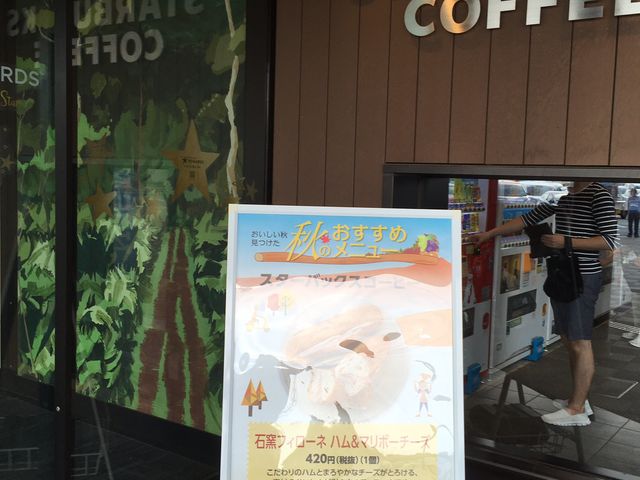 STARBUCKS
COFFEE
COFFEE
RDS
おいしい秋
見つけた
秋のおすすめ
メニュー
スターバックスコーヒー
石窯フィローネ ハム&マリボーチーズ
420円(税抜)(1個)
こだわりのハムとまろやかなチーズがとろける、